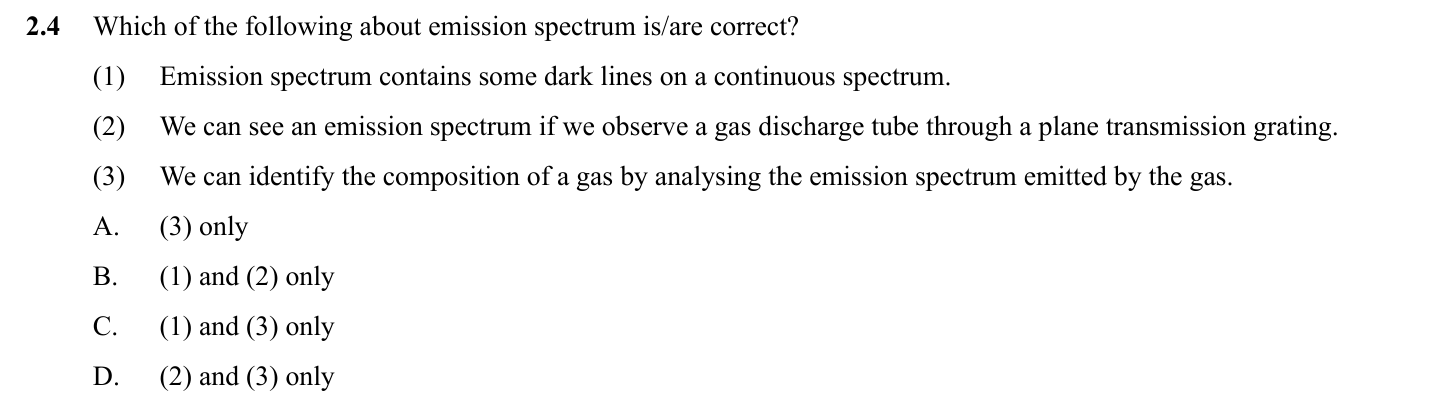 2.4 Which of the following about emission spectrum is/are correct?
(1) Emission spectrum contains some dark lines on a continuous spectrum.
(2) We can see an emission spectrum if we observe a gas discharge tube through a plane transmission grating.
(3) We can identify the composition of a gas by analysing the emission spectrum emitted by the gas.
A. (3) only
B. (1) and (2) only
C. (1) and (3) only
D. (2) and (3) only